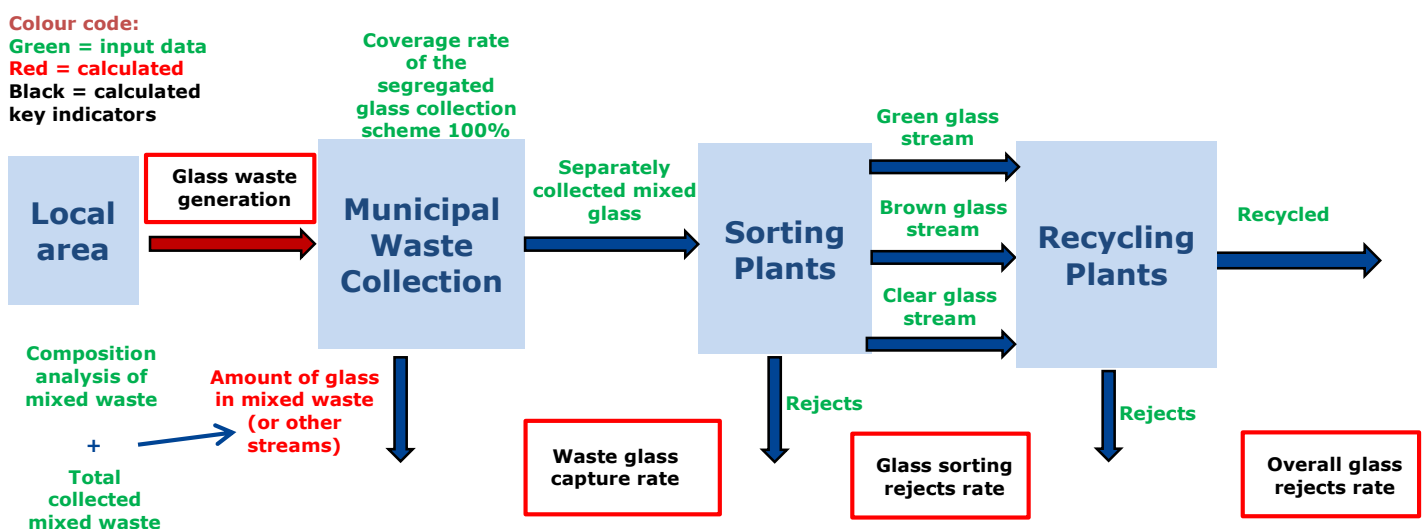 Colour code:
Green = input data
Red = calculated
Black = calculated
key indicators
Coverage rate
of the
segregated
glass collection
scheme 100%
Local
area
Glass waste
generation
Municipal
Waste
Collection
Separately
collected mixed
glass
Sorting
Plants
Green glass
stream
Brown glass
stream
Clear glass
stream
Recycling
Plants
Recycled
Composition
analysis of
mixed waste
+
Total
collected
mixed waste
Amount of glass
in mixed waste
(or other
streams)
Waste glass
capture rate
Rejects
Glass sorting
rejects rate
Rejects
Overall glass
rejects rate